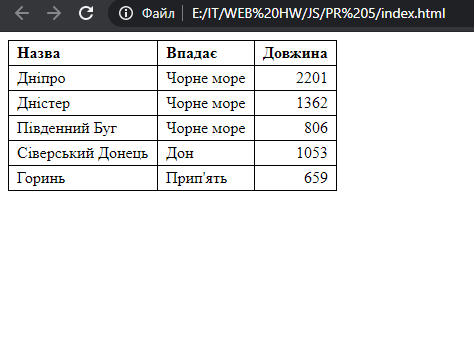 Файл E:/IT/WEB%20HW/JS/PR%205/index.html
Назва Впадає Довжина
Дніпро Чорне море 2201
Дністер Чорне море 1362
Південний Буг Чорне море 806
Сіверський Донець Дон 1053
Горинь Прип'ять 659